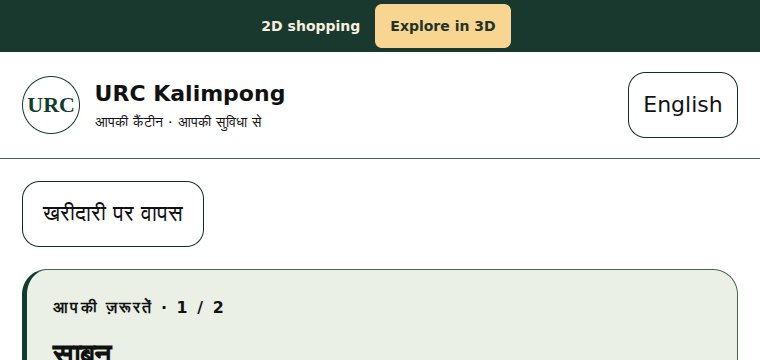 2D shopping
Explore in 3D
URC
URC Kalimpong
आपकी कैंटीन · आपकी सुविधा से
English
खरीदारी पर वापस
आपकी ज़रूरतें · 1 / 2
साबुन